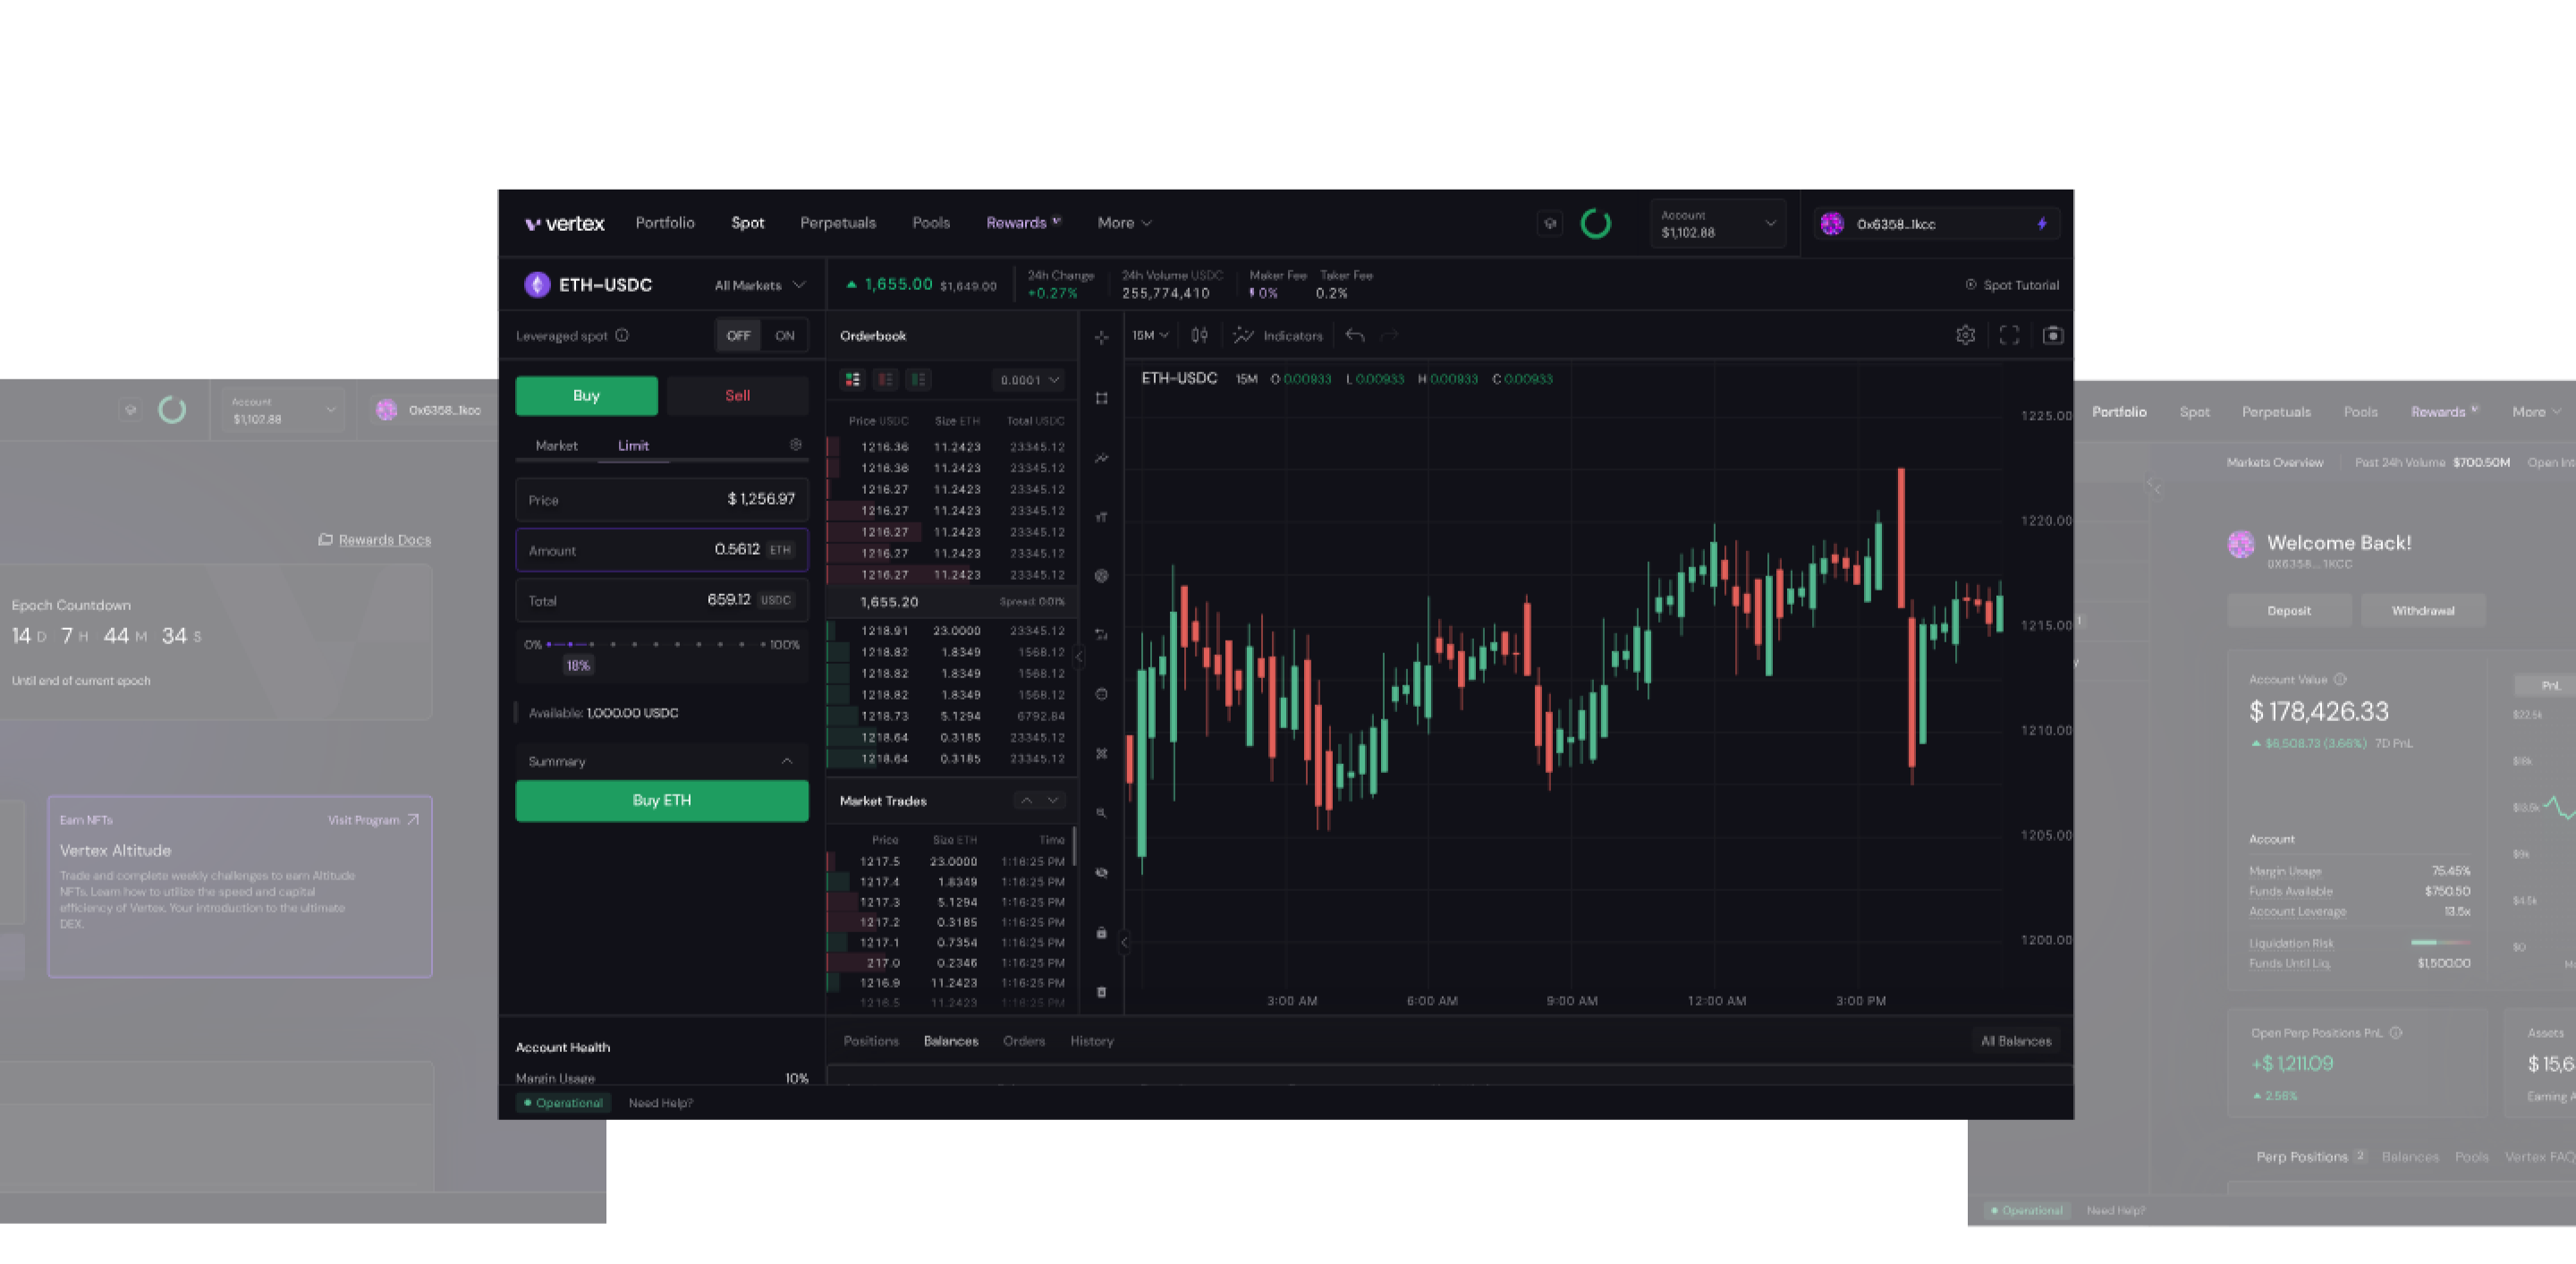 vertex Portfolio Spot Perpetuals Pools Rewards More
Account
$1,102.88
0x6358...1kcc
ETH-USDC All Markets
1,655.00 $1,649.00
24h Change
+0.27%
24h Volume USDC
255,774,410
Maker Fee Taker Fee
0% 0.2%
Spot Tutorial
Leveraged spot OFF ON
Buy Sell
Market Limit
Price $1,256.97
Amount 0.5612 ETH
Total 659.12 USDC
0% 100%
18%
Available: 1,000.00 USDC
Summary
Buy ETH
Account Health
Margin Usage 10%
Operational Need Help?
Orderbook
0.0001
Price USDC Size ETH Total USDC
1216.36 11.2423 23345.12
1216.36 11.2423 23345.12
1216.27 11.2423 23345.12
1216.27 11.2423 23345.12
1216.27 11.2423 23345.12
1216.27 11.2423 23345.12
1216.27 11.2423 23345.12
1,655.20 Spread: 0.01%
1218.91 23.0000 23345.12
1218.82 1.8349 1568.12
1218.82 1.8349 1568.12
1218.82 1.8349 1568.12
1218.73 5.1294 6792.84
1218.64 0.3185 23345.12
1218.64 0.3185 23345.12
Market Trades
Price Size ETH Time
1217.5 23.0000 1:16:25 PM
1217.4 1.8349 1:16:25 PM
1217.3 5.1294 1:16:25 PM
1217.2 0.3185 1:16:25 PM
1217.1 0.7354 1:16:25 PM
217.0 0.2346 1:16:25 PM
1216.9 11.2423 1:16:25 PM
1216.5 11.2423 1:16:25 PM
15M Indicators
ETH-USDC 15M O 0.00933 L 0.00933 H 0.00933 C 0.00933
1225.00
1220.00
1215.00
1210.00
1205.00
1200.00
3:00 AM 6:00 AM 9:00 AM 12:00 AM 3:00 PM
Positions Balances Orders History
All Balances
Account
$1,102.88
0x6358...1kcc
Rewards Docs
Epoch Countdown
14 D 7 H 44 M 34 S
Until end of current epoch
Earn NFTs Visit Program
Vertex Altitude
Trade and complete weekly challenges to earn Altitude
NFTs. Learn how to utilize the speed and capital
efficiency of Vertex. Your introduction to the ultimate
DEX.
Portfolio Spot Perpetuals Pools Rewards More
Markets Overview Past 24h Volume $700.50M Open Int
Welcome Back!
0X6358...1KCC
Deposit Withdrawal
Account Value
$178,426.33
$6,508.73 (3.66%) 7D PnL
Account
Margin Usage 75.45%
Funds Available $750.50
Account Leverage 13.5x
Liquidation Risk
Funds Until Liq. $1,500.00
PnL
$22.5k
$18k
$13.5k
$9k
$4.5k
$0
Open Perp Positions PnL
+$1,211.09
2.56%
Assets
$15,6
Earning A
Perp Positions 2 Balances Pools Vertex FAQ
Operational Need Help?